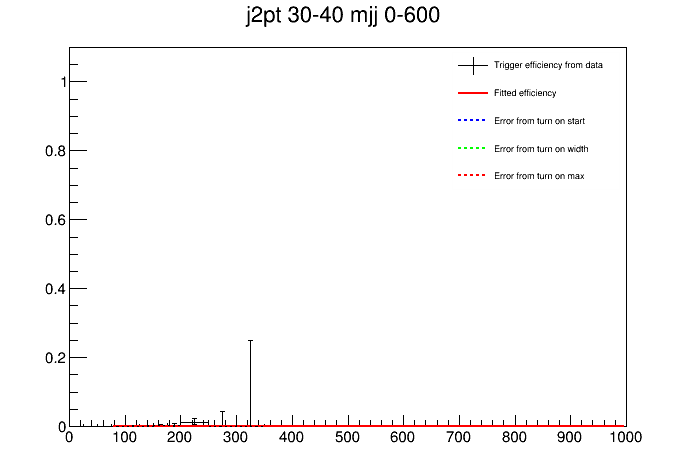 j2pt 30-40 mjj 0-600
Trigger efficiency from data
Fitted efficiency
Error from turn on start
Error from turn on width
Error from turn on max
1
0.8
0.6
0.4
0.2
0
0 100 200 300 400 500 600 700 800 900 1000